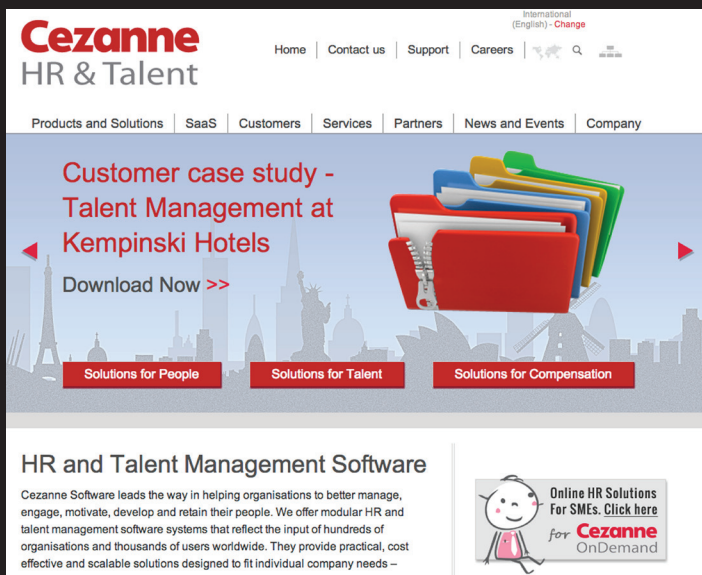 International
(English) - Change
Cezanne
HR & Talent
Home
Contact us
Support
Careers
Products and Solutions
SaaS
Customers
Services
Partners
News and Events
Company
Customer case study -
Talent Management at
Kempinski Hotels
Download Now >>
Solutions for People
Solutions for Talent
Solutions for Compensation
HR and Talent Management Software
Cezanne Software leads the way in helping organisations to better manage,
engage, motivate, develop and retain their people. We offer modular HR and
talent management software systems that reflect the input of hundreds of
organisations and thousands of users worldwide. They provide practical, cost
effective and scalable solutions designed to fit individual company needs –
Online HR Solutions
For SMEs. Click here
for Cezanne
OnDemand